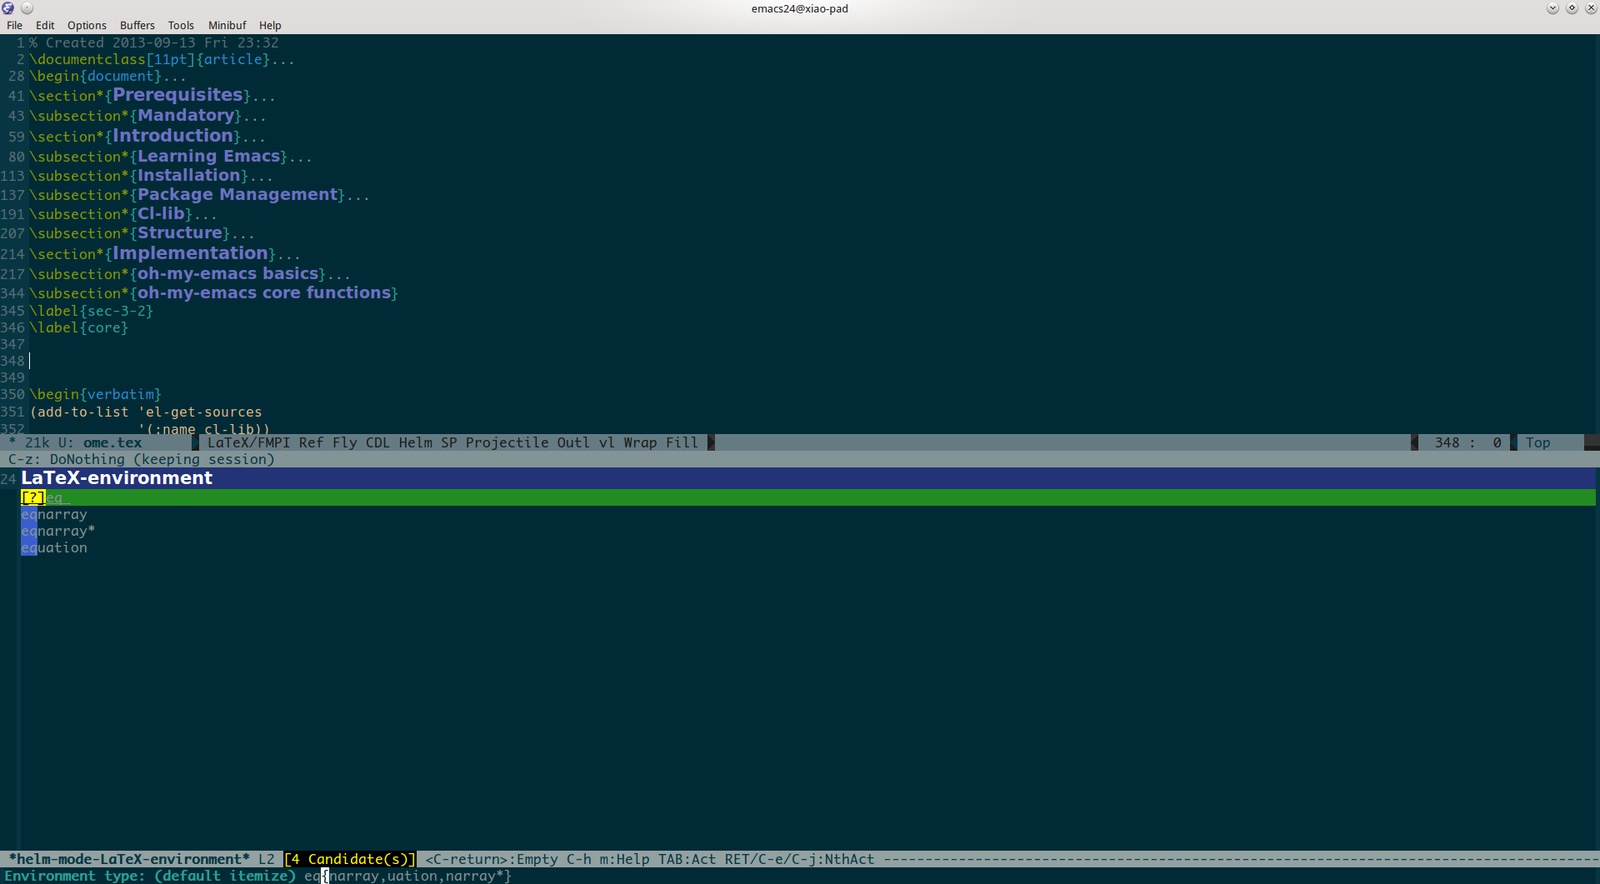 emacs24@xiao-pad
File Edit Options Buffers Tools Minibuf Help
1 % Created 2013-09-13 Fri 23:32
2 \documentclass[11pt]{article}...
28 \begin{document}...
41 \section*{Prerequisites}...
43 \subsection*{Mandatory}...
59 \section*{Introduction}...
80 \subsection*{Learning Emacs}...
113 \subsection*{Installation}...
137 \subsection*{Package Management}...
191 \subsection*{Cl-lib}...
207 \subsection*{Structure}...
214 \section*{Implementation}...
217 \subsection*{oh-my-emacs basics}...
344 \subsection*{oh-my-emacs core functions}
345 \label{sec-3-2}
346 \label{core}
347
348
349
350 \begin{verbatim}
351 (add-to-list 'el-get-sources
352 '(:name cl-lib))
* 21k U: ome.tex LaTeX/FMPI Ref Fly CDL Helm SP Projectile Outl vl Wrap Fill 348 : 0 Top
C-z: DoNothing (keeping session)
24 LaTeX-environment
[?]eq
eqnarray
eqnarray*
equation
*helm-mode-LaTeX-environment* L2 [4 Candidate(s)] <C-return>:Empty C-h m:Help TAB:Act RET/C-e/C-j:NthAct
Environment type: (default itemize) eq{narray,uation,narray*}